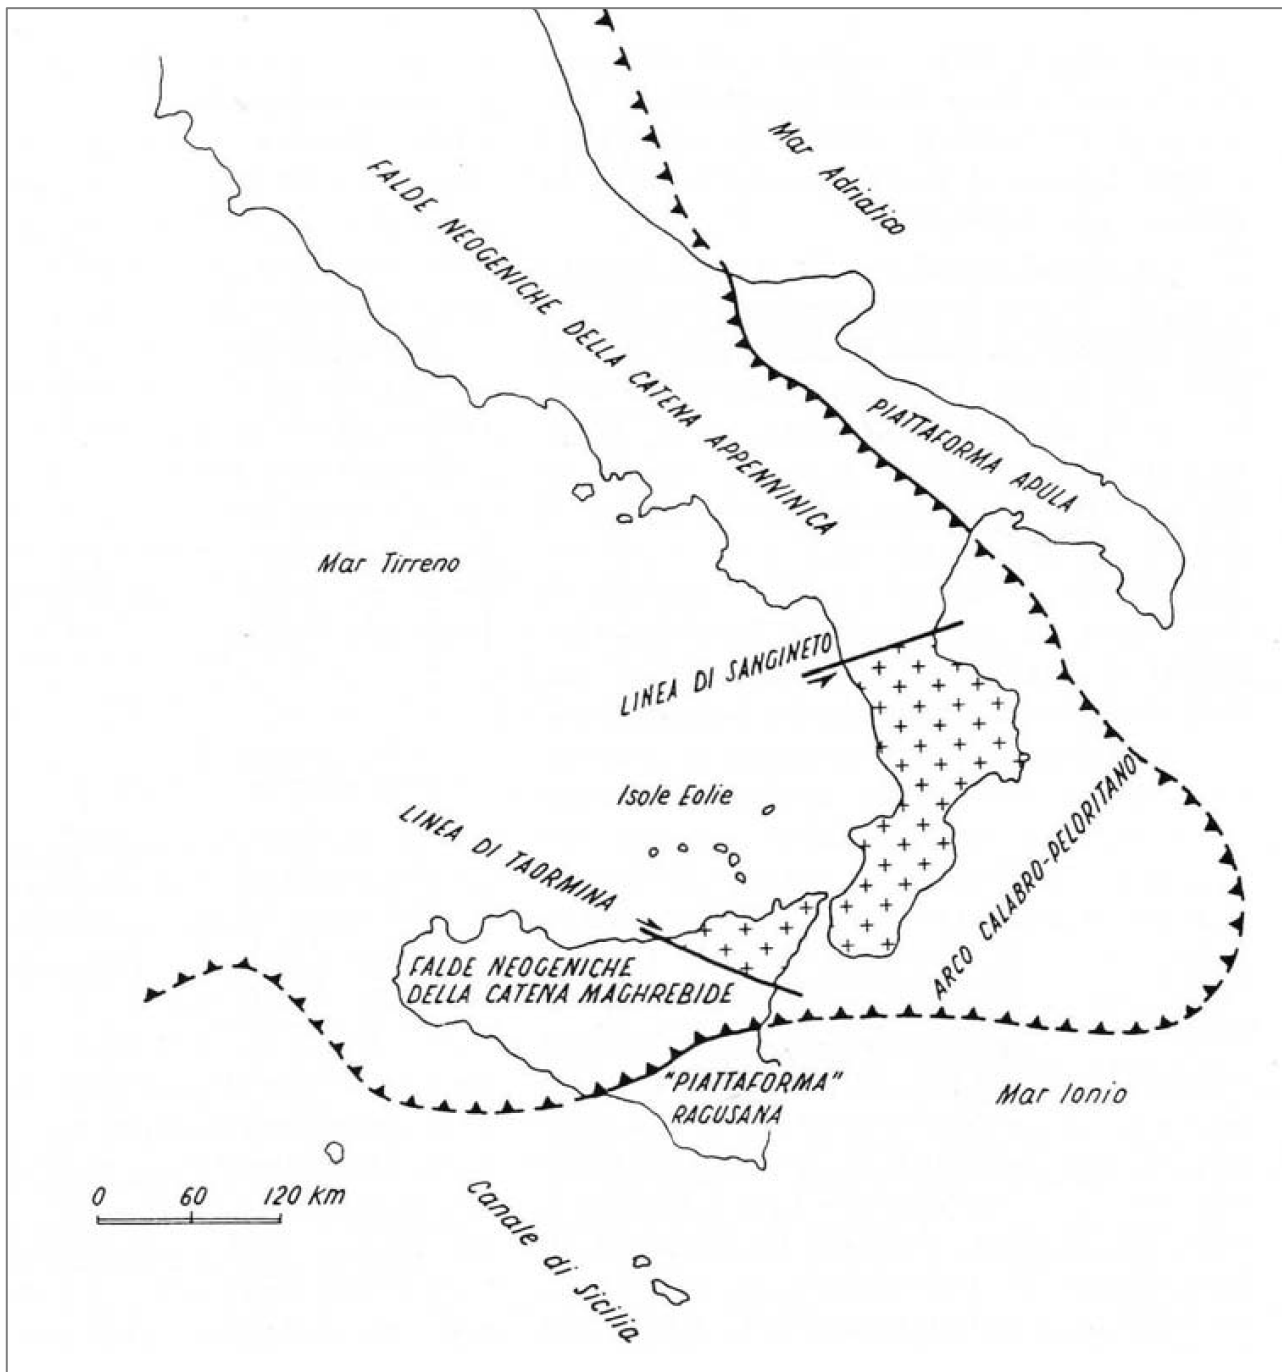 Mar Adriatico
FALDE NEOGENICHE DELLA CATENA APPENNINICA
PIATTAFORMA APULA
Mar Tirreno
LINEA DI SANGINETO
Isole Eolie
LINEA DI TAORMINA
ARCO CALABRO-PELORITANO
FALDE NEOGENICHE
DELLA CATENA MAGHREBIDE
"PIATTAFORMA"
RAGUSANA
Mar Ionio
0 60 120 Km
Canale di Sicilia